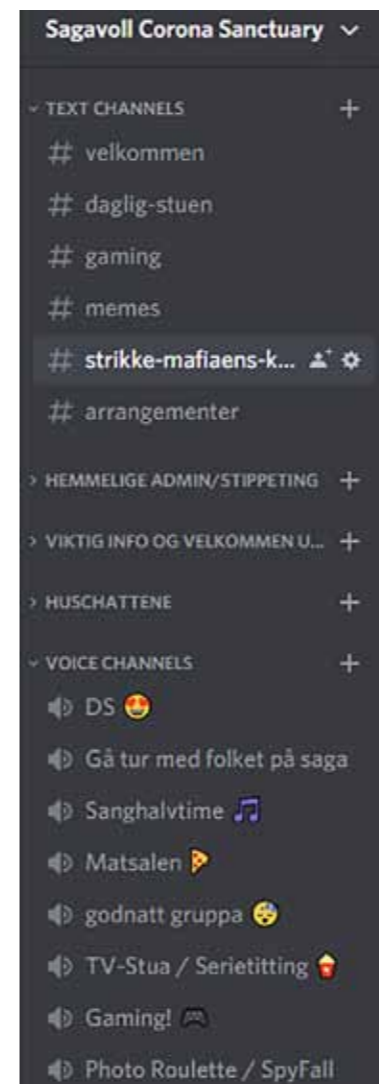 Sagavoll Corona Sanctuary
TEXT CHANNELS
# velkommen
# daglig-stuen
# gaming
# memes
# strikke-mafiaens-k...
# arrangementer
HEMMELIGE ADMIN/STIPPETING
VIKTIG INFO OG VELKOMMEN U...
HUSCHATTENE
VOICE CHANNELS
DS 😍
Gå tur med folket på saga
Sanghalvtime 🎵
Matsalen 🍕
godnatt gruppa 😴
TV-Stua / Serietitting 🍿
Gaming! 🎮
Photo Roulette / SpyFall